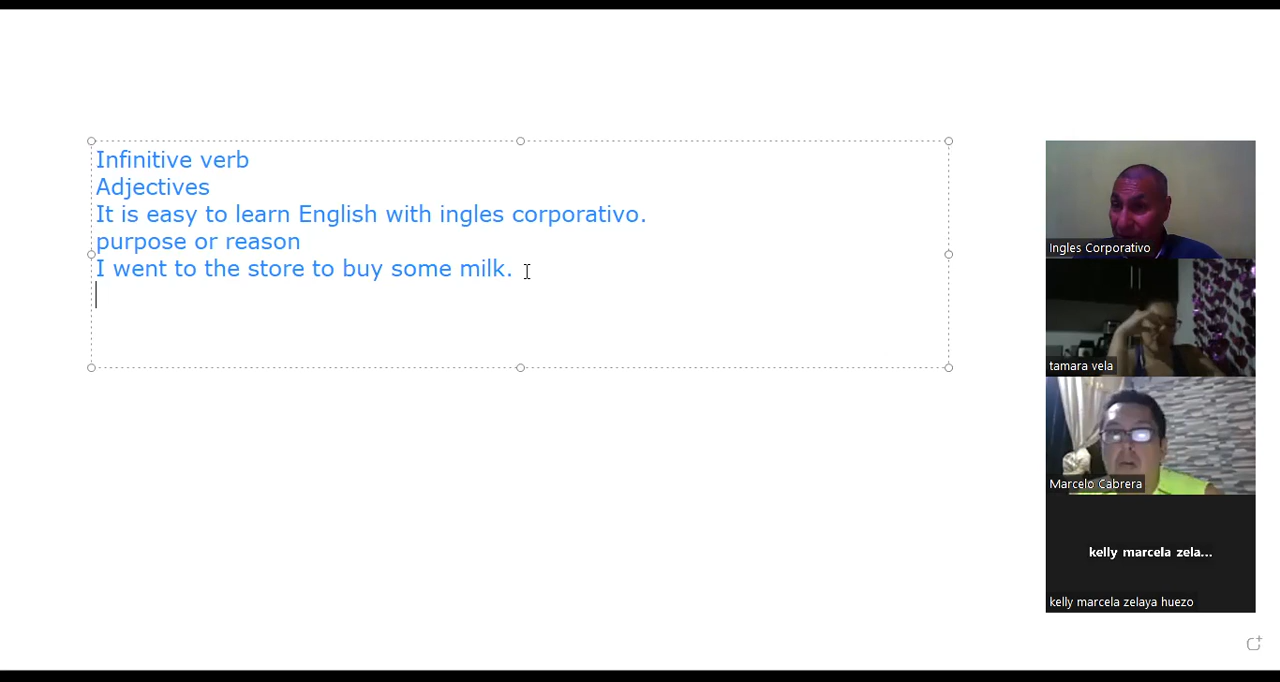 Infinitive verb
Adjectives
It is easy to learn English with ingles corporativo.
purpose or reason
I went to the store to buy some milk.
Ingles Corporativo
tamara vela
Marcelo Cabrera
kelly marcela zela...
kelly marcela zelaya huezo